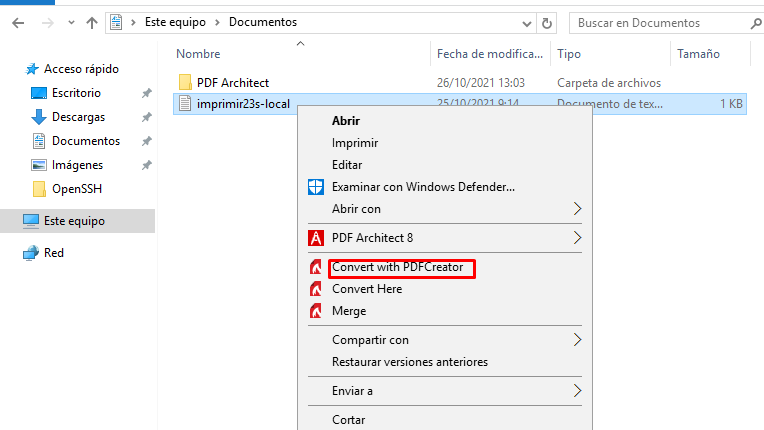 Este equipo > Documentos
Buscar en Documentos
Nombre
Fecha de modifica...
Tipo
Tamaño
Acceso rápido
Escritorio
Descargas
Documentos
Imágenes
OpenSSH
Este equipo
Red
PDF Architect 26/10/2021 13:03 Carpeta de archivos
imprimir23s-local 25/10/2021 9:14 Documento de tex... 1 KB
Abrir
Imprimir
Editar
Examinar con Windows Defender...
Abrir con
PDF Architect 8
Convert with PDFCreator
Convert Here
Merge
Compartir con
Restaurar versiones anteriores
Enviar a
Cortar